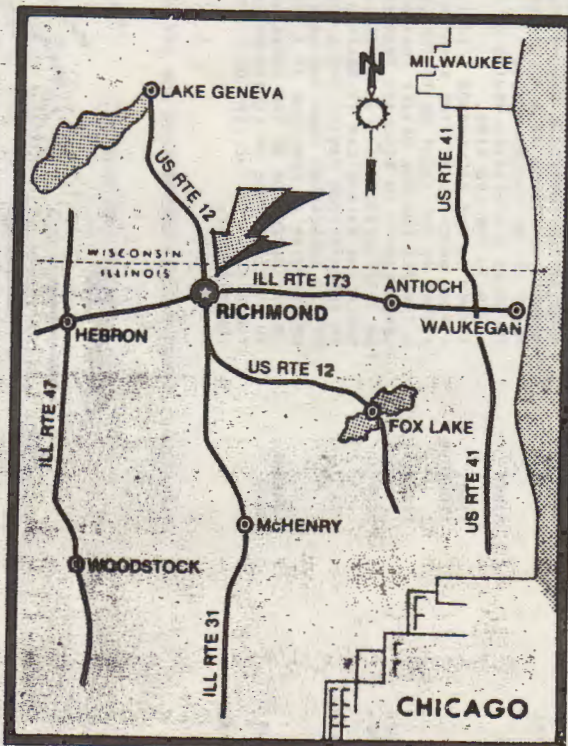 N
MILWAUKEE
LAKE GENEVA
US RTE 41
US RTE 12
WISCONSIN
ILLINOIS
ILL RTE 173
ANTIOCH
RICHMOND
WAUKEGAN
HEBRON
US RTE 12
FOX LAKE
ILL RTE 47
US RTE 41
McHENRY
WOODSTOCK
ILL RTE 31
CHICAGO